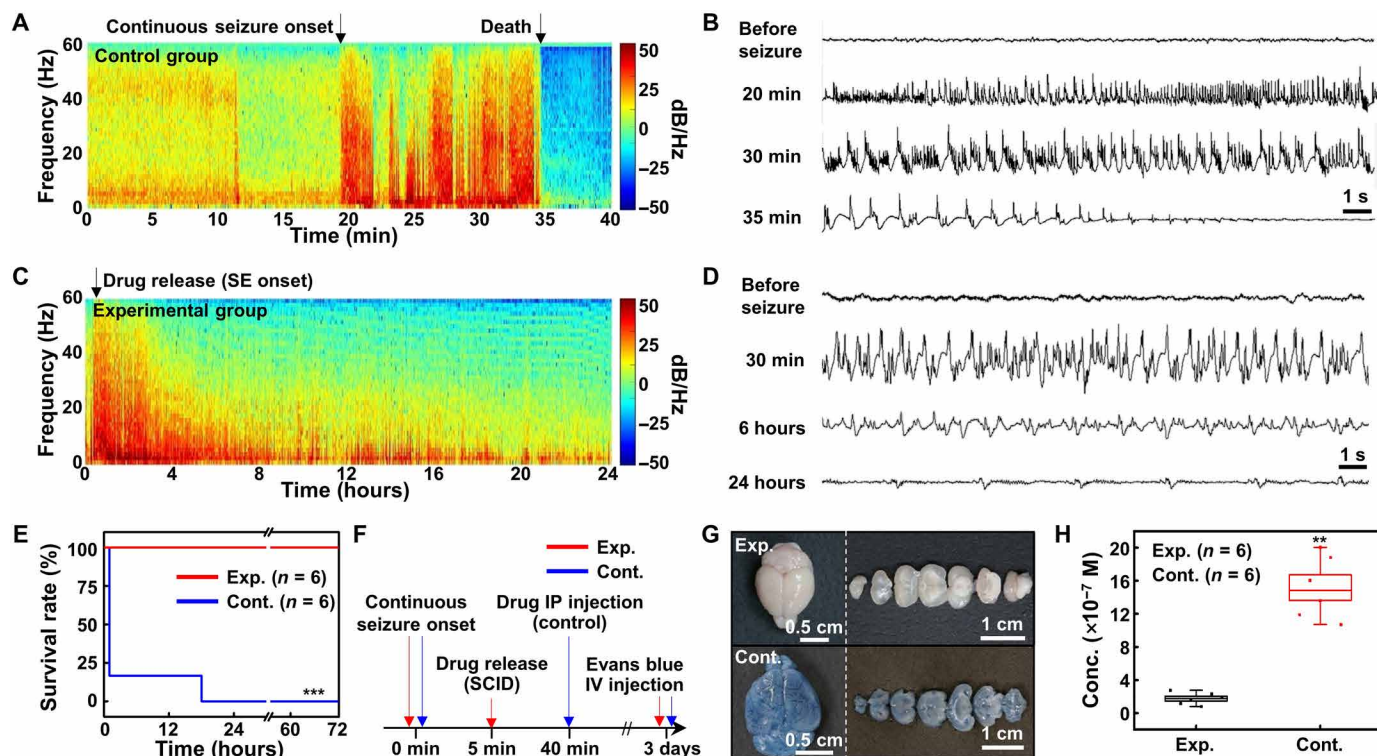 A
Continuous seizure onset
Death
Control group
Frequency (Hz)
60
40
20
0
0 5 10 15 20 25 30 35 40
Time (min)
50
25
0
−25
−50
dB/Hz
B
Before
seizure
20 min
30 min
35 min
1 s
C
Drug release (SE onset)
Experimental group
Frequency (Hz)
60
40
20
0
0 4 8 12 16 20 24
Time (hours)
50
25
0
−25
−50
dB/Hz
D
Before
seizure
30 min
6 hours
24 hours
1 s
E
Survival rate (%)
100
75
50
25
0
Exp. (n = 6)
Cont. (n = 6)
***
0 12 24 60 72
Time (hours)
F
Exp.
Cont.
Continuous
seizure onset
Drug IP injection
(control)
Drug release
(SCID)
Evans blue
IV injection
0 min 5 min 40 min 3 days
G
Exp.
0.5 cm
1 cm
Cont.
0.5 cm
1 cm
H
Conc. (×10⁻⁷ M)
20
16
12
8
4
0
Exp. (n = 6)
Cont. (n = 6)
**
Exp. Cont.